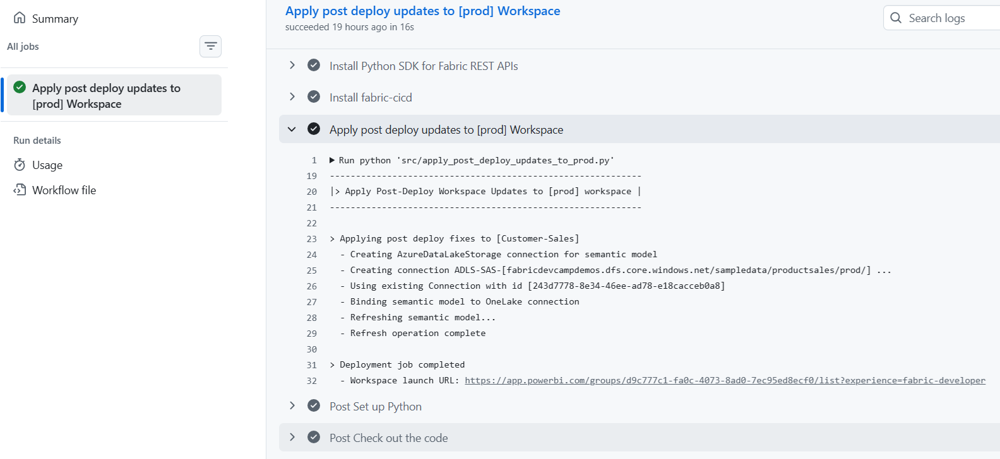 Summary
All jobs
Apply post deploy updates to
[prod] Workspace
Run details
Usage
Workflow file
Apply post deploy updates to [prod] Workspace
succeeded 19 hours ago in 16s
Search logs
Install Python SDK for Fabric REST APIs
Install fabric-cicd
Apply post deploy updates to [prod] Workspace
1 ▶ Run python 'src/apply_post_deploy_updates_to_prod.py'
19 ------------------------------------------------------------
20 |> Apply Post-Deploy Workspace Updates to [prod] workspace |
21 ------------------------------------------------------------
22
23 > Applying post deploy fixes to [Customer-Sales]
24 - Creating AzureDataLakeStorage connection for semantic model
25 - Creating connection ADLS-SAS-[fabricdevcampdemos.dfs.core.windows.net/sampledata/productsales/prod/] ...
26 - Using existing Connection with id [243d7778-8e34-46ee-ad78-e18cacceb0a8]
27 - Binding semantic model to OneLake connection
28 - Refreshing semantic model...
29 - Refresh operation complete
30
31 > Deployment job completed
32 - Workspace launch URL: https://app.powerbi.com/groups/d9c777c1-fa0c-4073-8ad0-7ec95ed8ecf0/list?experience=fabric-developer
Post Set up Python
Post Check out the code